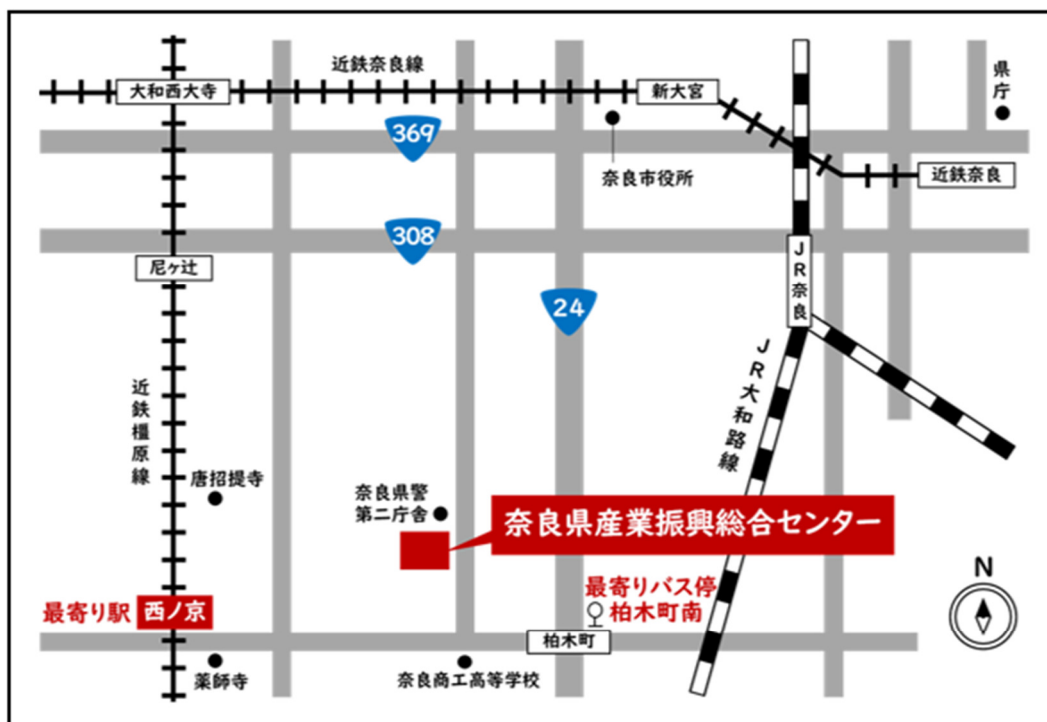 近鉄奈良線
県庁
大和西大寺
新大宮
369
奈良市役所
近鉄奈良
308
JR奈良
尼ヶ辻
24
JR大和路線
近鉄橿原線
唐招提寺
奈良県警
第二庁舎
奈良県産業振興総合センター
N
最寄りバス停
柏木町南
最寄り駅 西ノ京
柏木町
薬師寺
奈良商工高等学校